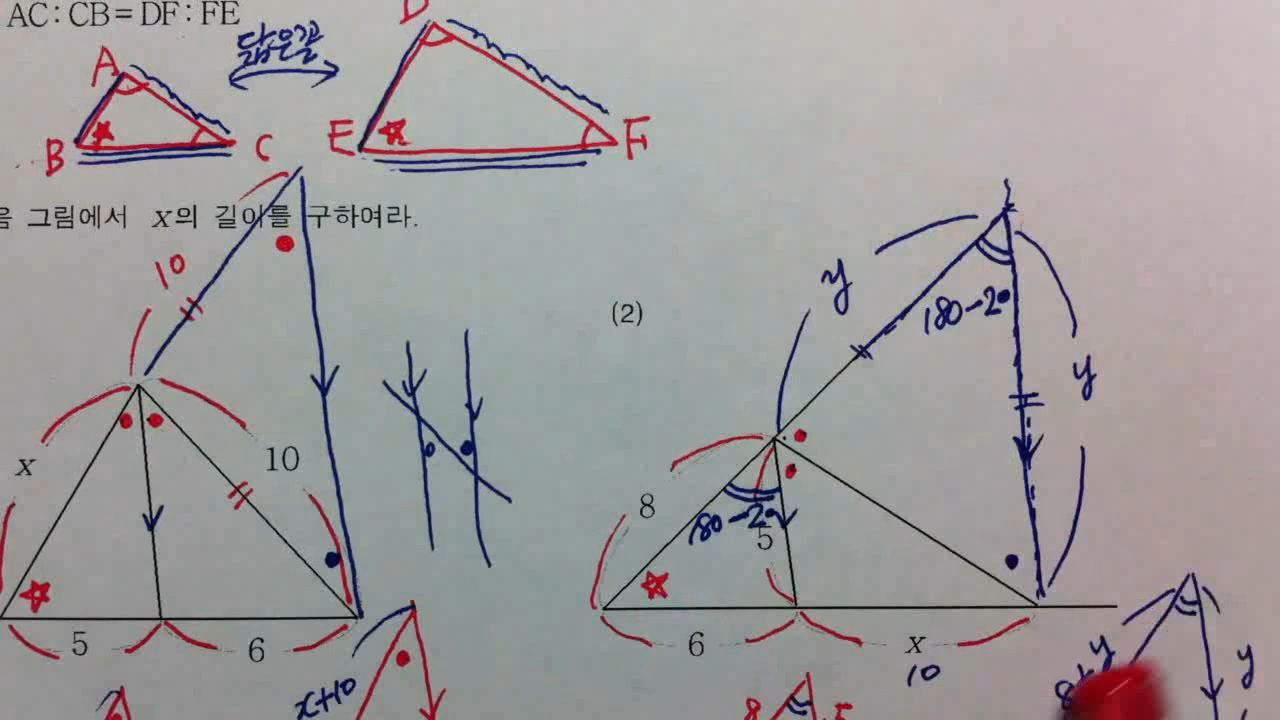 AC : CB = DF : FE
닮은꼴
A
B
C
D
E
F
음 그림에서 x의 길이를 구하여라.
10
x
10
5
6
x+10
(2)
y
180-2•
y
8
180-2•
5
6
x
10
8
5
8+y
y